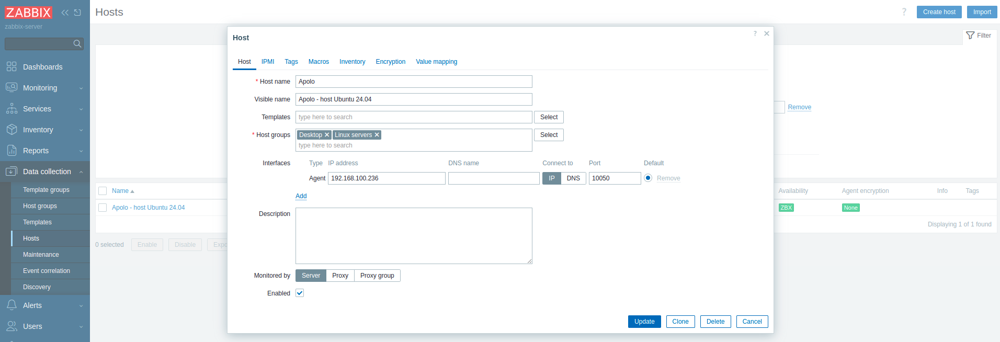 ZABBIX
zabbix-server
Dashboards
Monitoring
Services
Inventory
Reports
Data collection
Template groups
Host groups
Templates
Hosts
Maintenance
Event correlation
Discovery
Alerts
Users
Hosts
? Create host Import
Filter
Remove
Name
Availability Agent encryption Info Tags
Apolo - host Ubuntu 24.04
ZBX None
Displaying 1 of 1 found
0 selected Enable Disable Expo
Host
?
Host IPMI Tags Macros Inventory Encryption Value mapping
* Host name Apolo
Visible name Apolo - host Ubuntu 24.04
Templates type here to search Select
* Host groups Desktop Linux servers Select
type here to search
Interfaces Type IP address DNS name Connect to Port Default
Agent 192.168.100.236 IP DNS 10050 Remove
Add
Description
Monitored by Server Proxy Proxy group
Enabled
Update Clone Delete Cancel